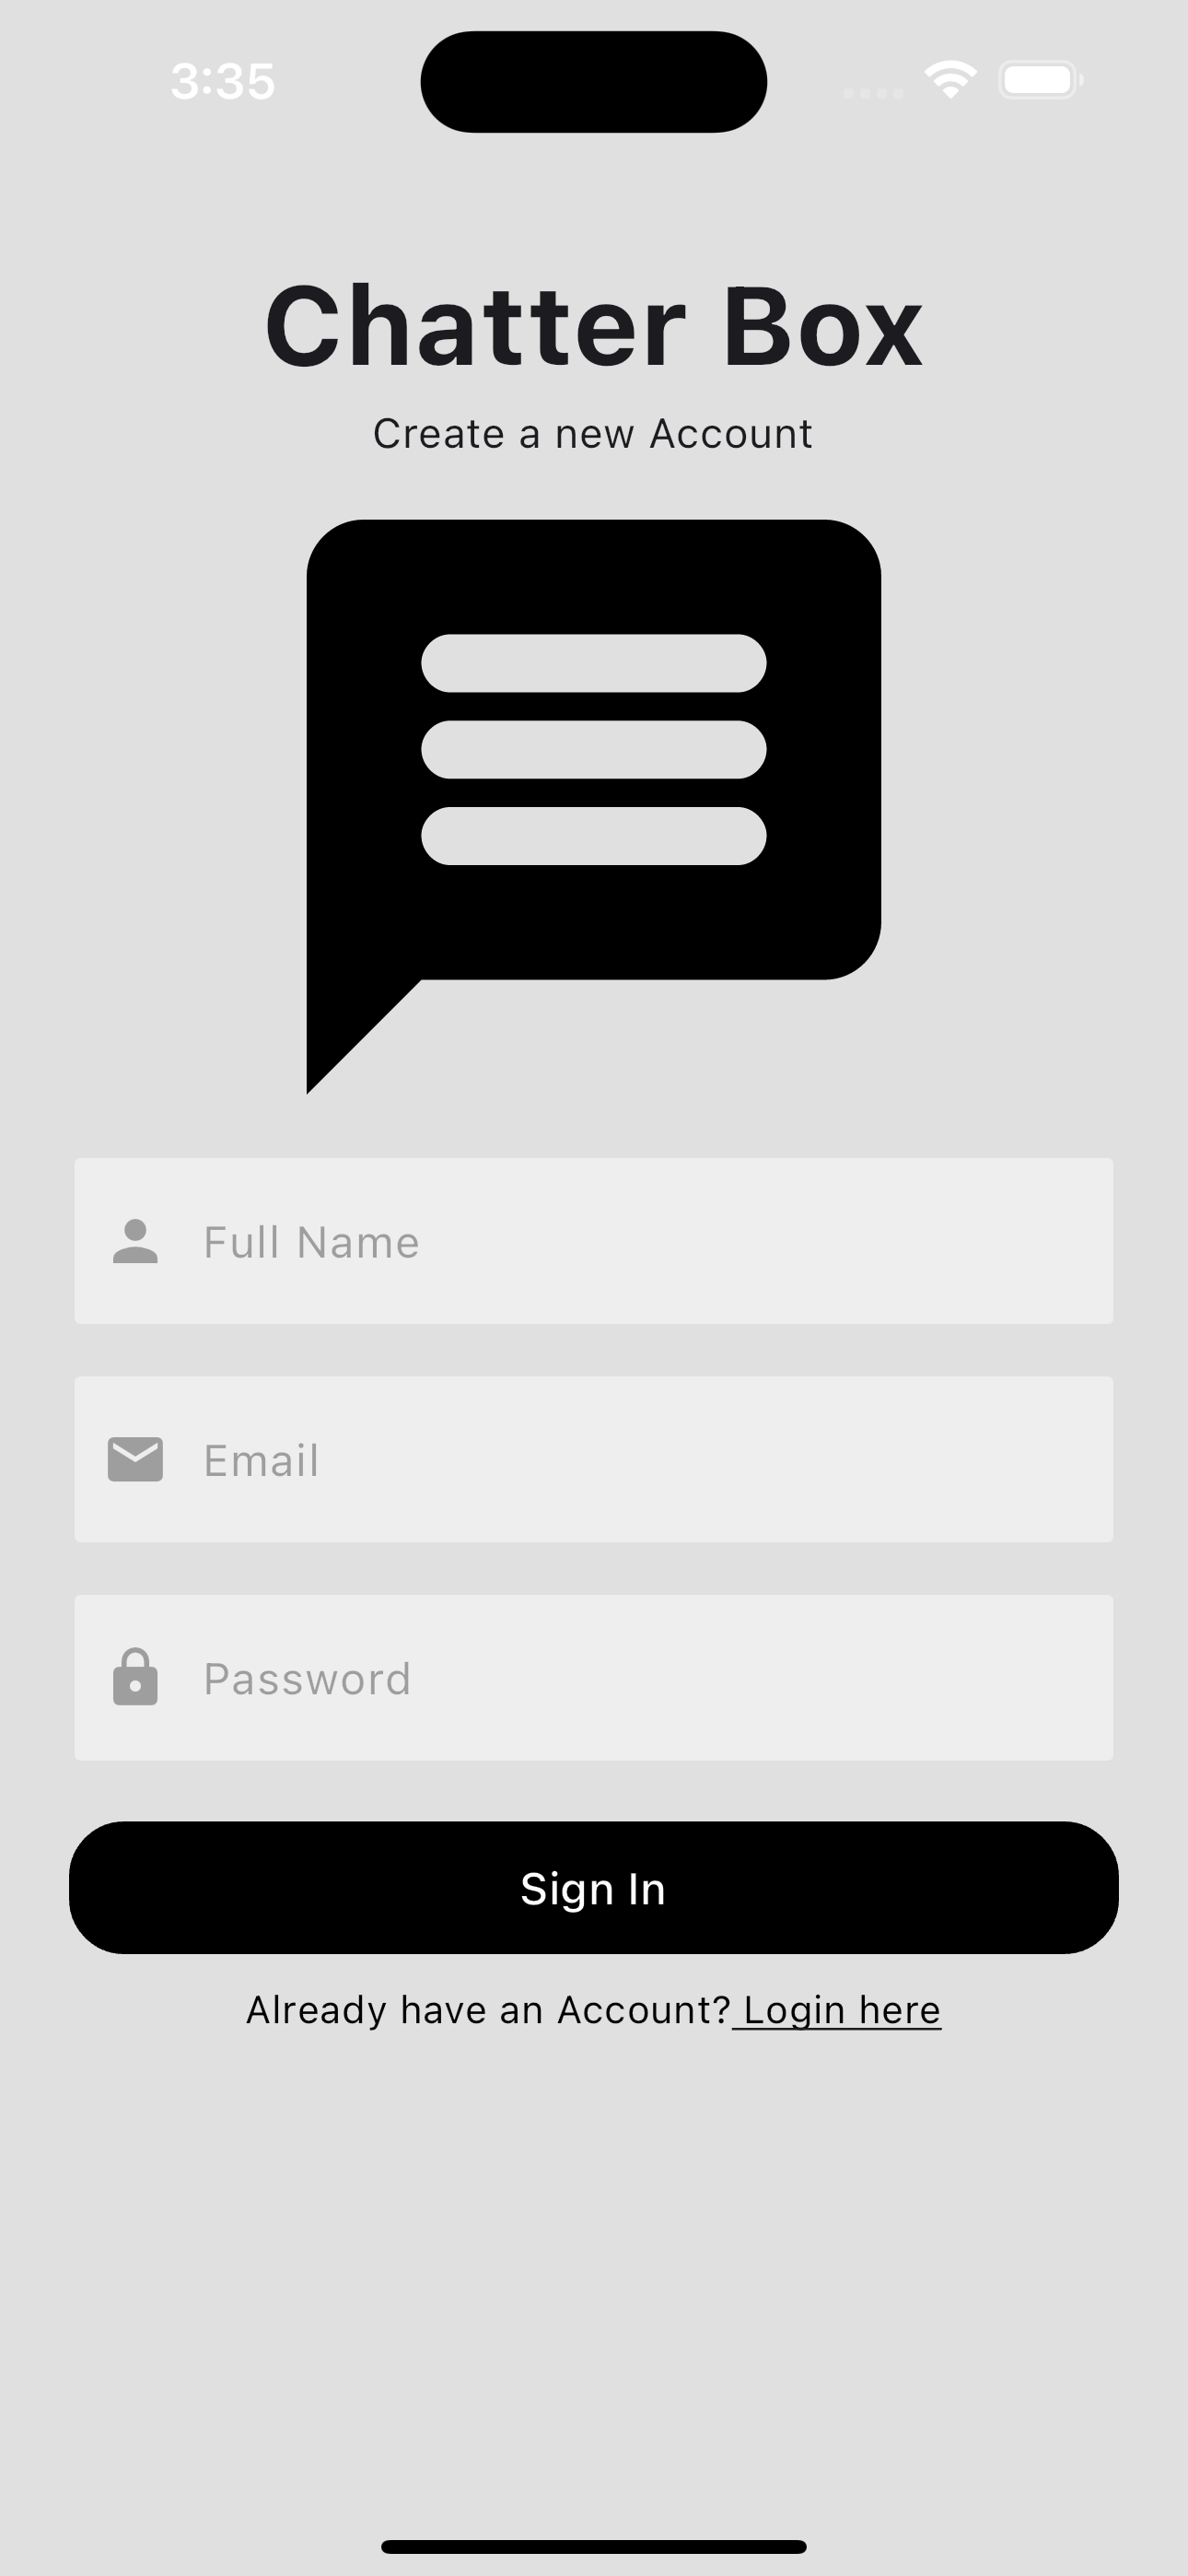 3:35
Chatter Box
Create a new Account
Full Name
Email
Password
Sign In
Already have an Account? Login here